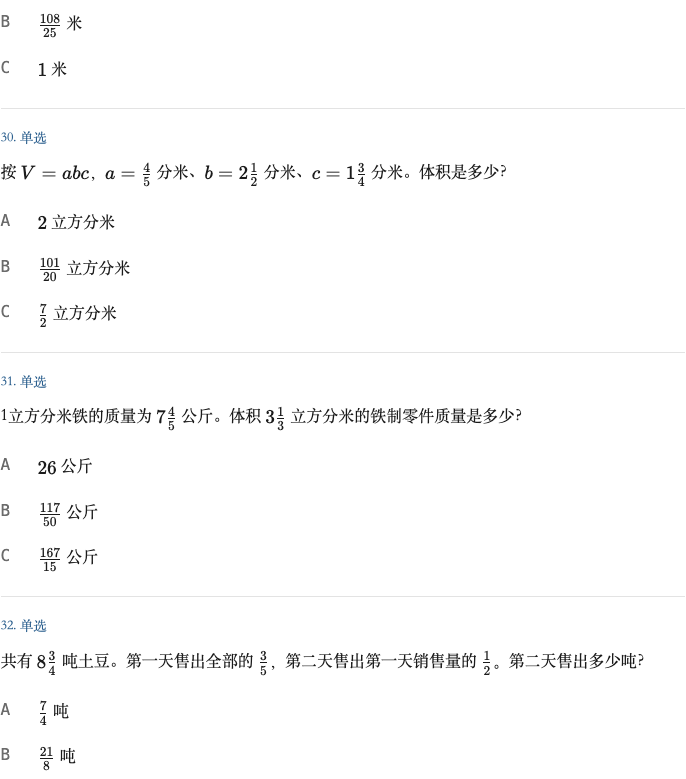 B 108/25 米
C 1 米
30. 单选
按 V = abc, a = 4/5 分米、b = 2 1/2 分米、c = 1 3/4 分米。体积是多少?
A 2 立方分米
B 101/20 立方分米
C 7/2 立方分米
31. 单选
1立方分米铁的质量为 7 4/5 公斤。体积 3 1/3 立方分米的铁制零件质量是多少?
A 26 公斤
B 117/50 公斤
C 167/15 公斤
32. 单选
共有 8 3/4 吨土豆。第一天售出全部的 3/5, 第二天售出第一天销售量的 1/2。第二天售出多少吨?
A 7/4 吨
B 21/8 吨